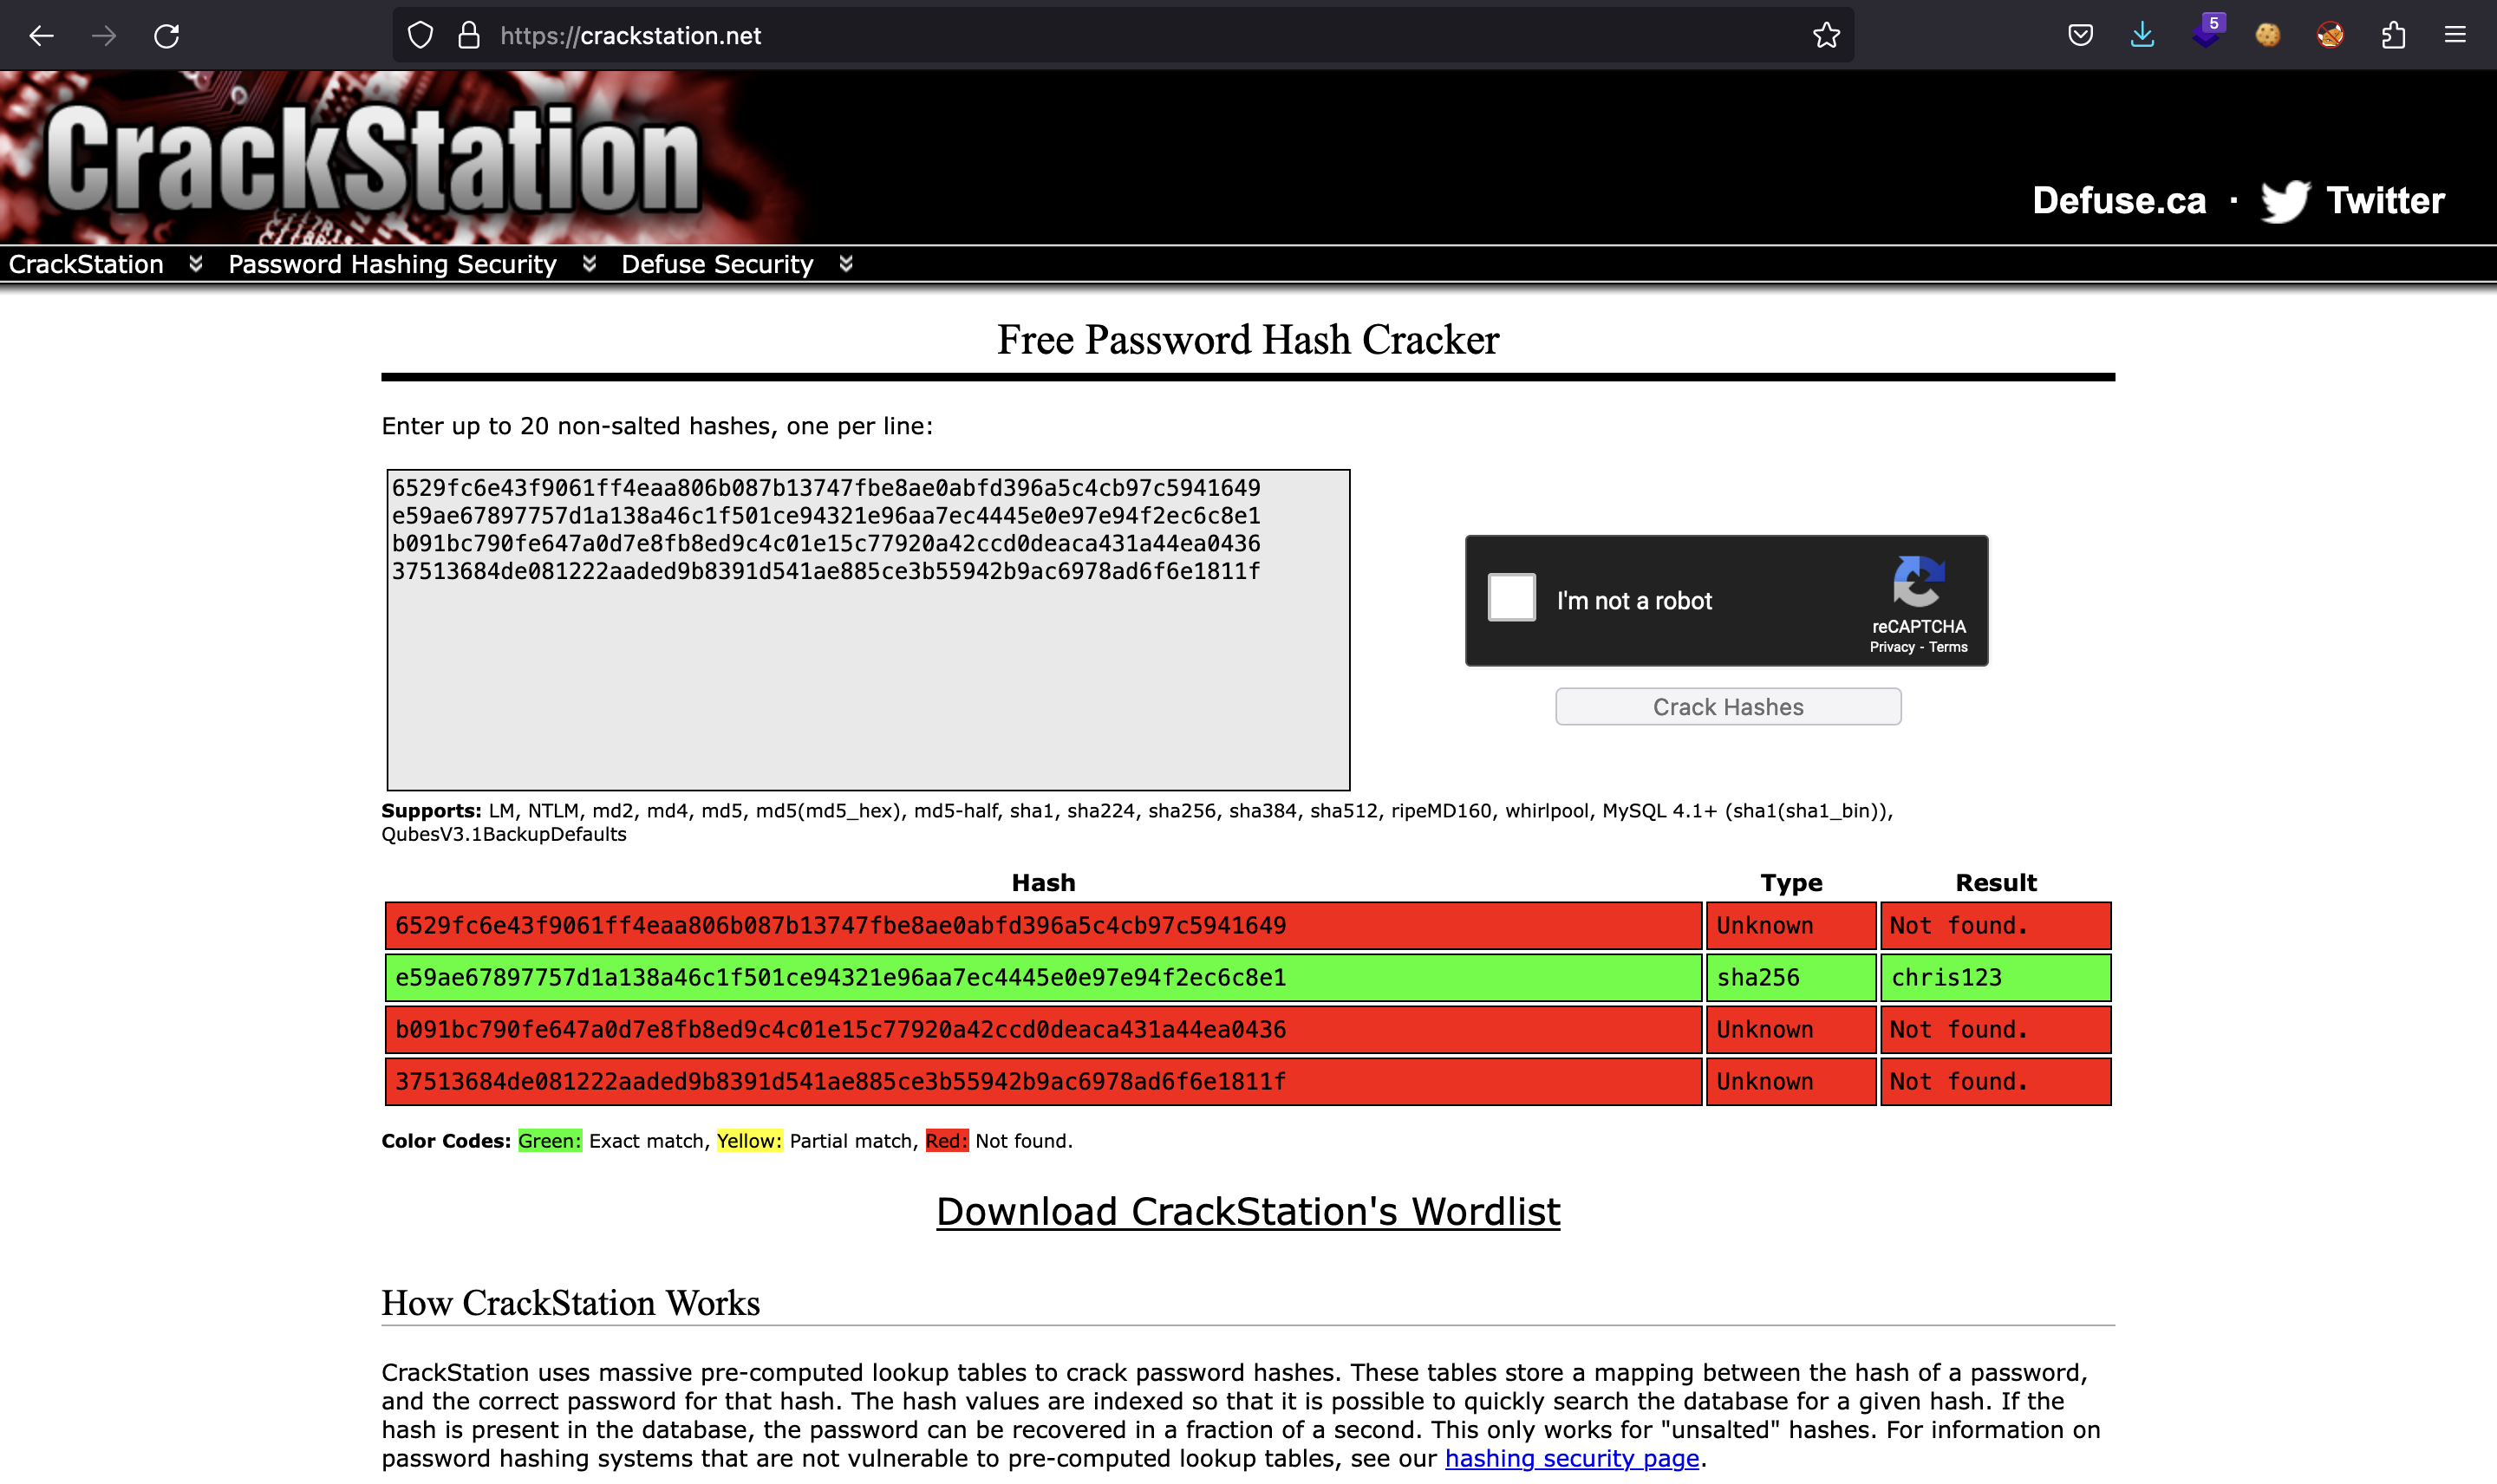 https://crackstation.net
5
CrackStation
Defuse.ca · Twitter
CrackStation Password Hashing Security Defuse Security
Free Password Hash Cracker
Enter up to 20 non-salted hashes, one per line:
6529fc6e43f9061ff4eaa806b087b13747fbe8ae0abfd396a5c4cb97c5941649
e59ae67897757d1a138a46c1f501ce94321e96aa7ec4445e0e97e94f2ec6c8e1
b091bc790fe647a0d7e8fb8ed9c4c01e15c77920a42ccd0deaca431a44ea0436
37513684de081222aaded9b8391d541ae885ce3b55942b9ac6978ad6f6e1811f
I'm not a robot
reCAPTCHA
Privacy - Terms
Crack Hashes
Supports: LM, NTLM, md2, md4, md5, md5(md5_hex), md5-half, sha1, sha224, sha256, sha384, sha512, ripeMD160, whirlpool, MySQL 4.1+ (sha1(sha1_bin)),
QubesV3.1BackupDefaults
Hash Type Result
6529fc6e43f9061ff4eaa806b087b13747fbe8ae0abfd396a5c4cb97c5941649 Unknown Not found.
e59ae67897757d1a138a46c1f501ce94321e96aa7ec4445e0e97e94f2ec6c8e1 sha256 chris123
b091bc790fe647a0d7e8fb8ed9c4c01e15c77920a42ccd0deaca431a44ea0436 Unknown Not found.
37513684de081222aaded9b8391d541ae885ce3b55942b9ac6978ad6f6e1811f Unknown Not found.
Color Codes: Green: Exact match, Yellow: Partial match, Red: Not found.
Download CrackStation's Wordlist
How CrackStation Works
CrackStation uses massive pre-computed lookup tables to crack password hashes. These tables store a mapping between the hash of a password,
and the correct password for that hash. The hash values are indexed so that it is possible to quickly search the database for a given hash. If the
hash is present in the database, the password can be recovered in a fraction of a second. This only works for "unsalted" hashes. For information on
password hashing systems that are not vulnerable to pre-computed lookup tables, see our hashing security page.